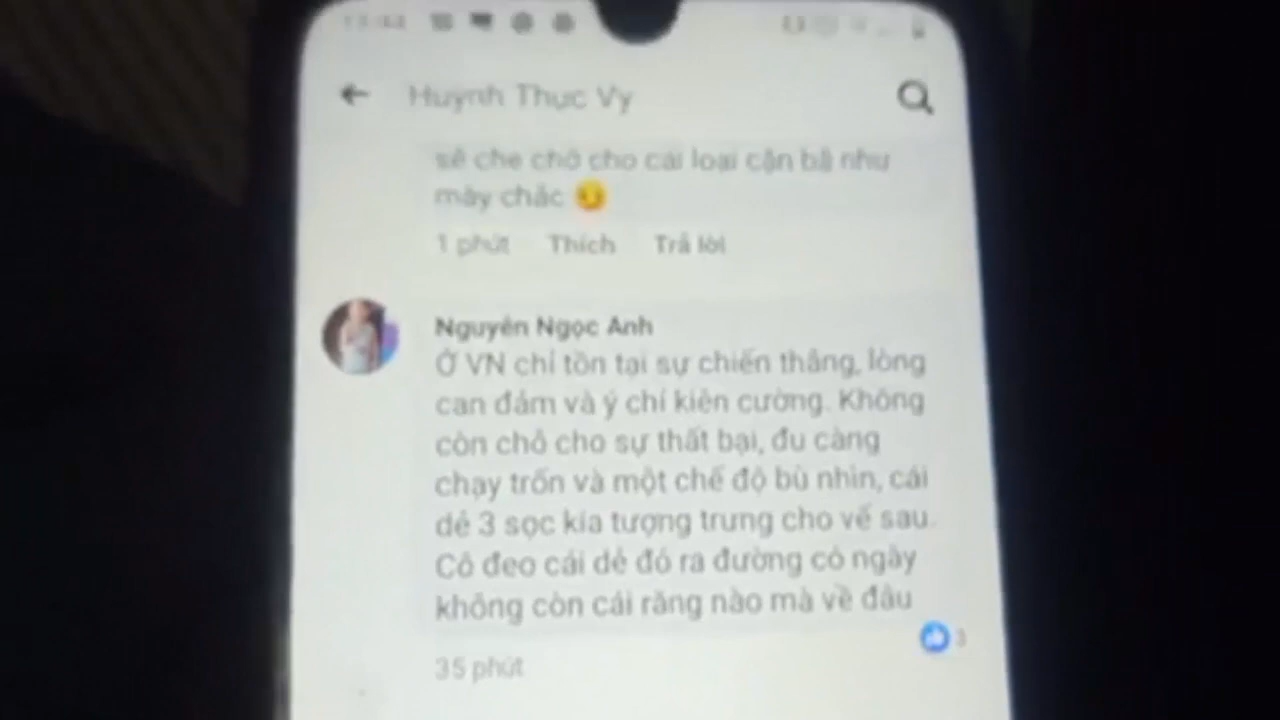 Huỳnh Thục Vy
sẽ che chở cho cái loại cặn bã như
mày chắc
1 phút Thích Trả lời
Nguyễn Ngọc Anh
Ở VN chỉ tồn tại sự chiến thắng, lòng
can đảm và ý chí kiên cường. Không
còn chỗ cho sự thất bại, đu càng
chạy trốn và một chế độ bù nhìn, cái
dẻ 3 sọc kia tượng trưng cho vế sau.
Cô đeo cái dẻ đó ra đường có ngày
không còn cái răng nào mà về đâu
3
35 phút